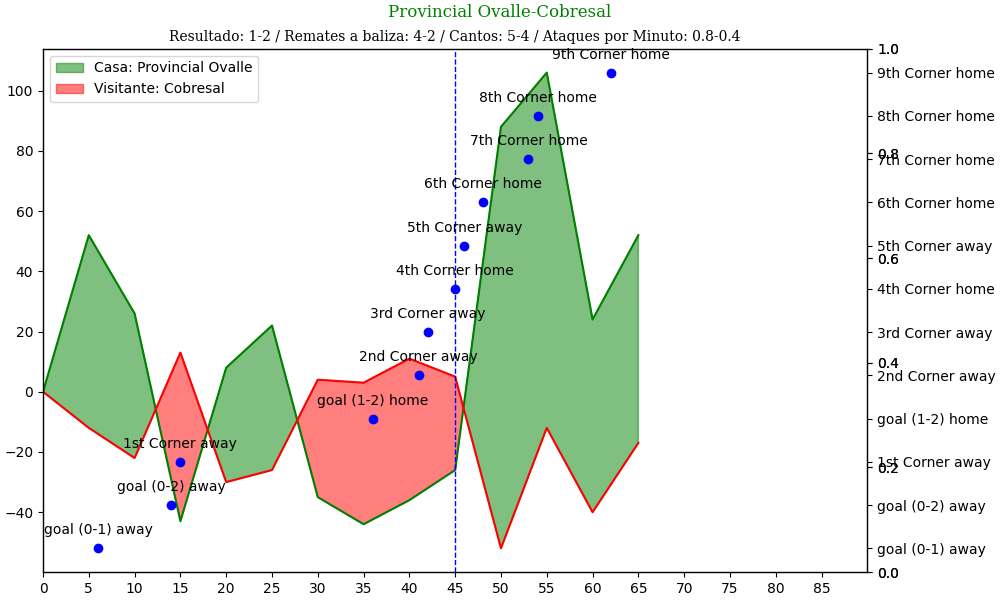 Provincial Ovalle-Cobresal
Resultado: 1-2 / Remates a baliza: 4-2 / Cantos: 5-4 / Ataques por Minuto: 0.8-0.4
Casa: Provincial Ovalle
Visitante: Cobresal
9th Corner home
8th Corner home
7th Corner home
6th Corner home
5th Corner away
4th Corner home
3rd Corner away
2nd Corner away
goal (1-2) home
1st Corner away
goal (0-2) away
goal (0-1) away
100
80
60
40
20
0
−20
−40
0 5 10 15 20 25 30 35 40 45 50 55 60 65 70 75 80 85
1.0
9th Corner home
8th Corner home
0.8
7th Corner home
6th Corner home
5th Corner away
0.6
4th Corner home
3rd Corner away
0.4
2nd Corner away
goal (1-2) home
1st Corner away
0.2
goal (0-2) away
goal (0-1) away
0.0